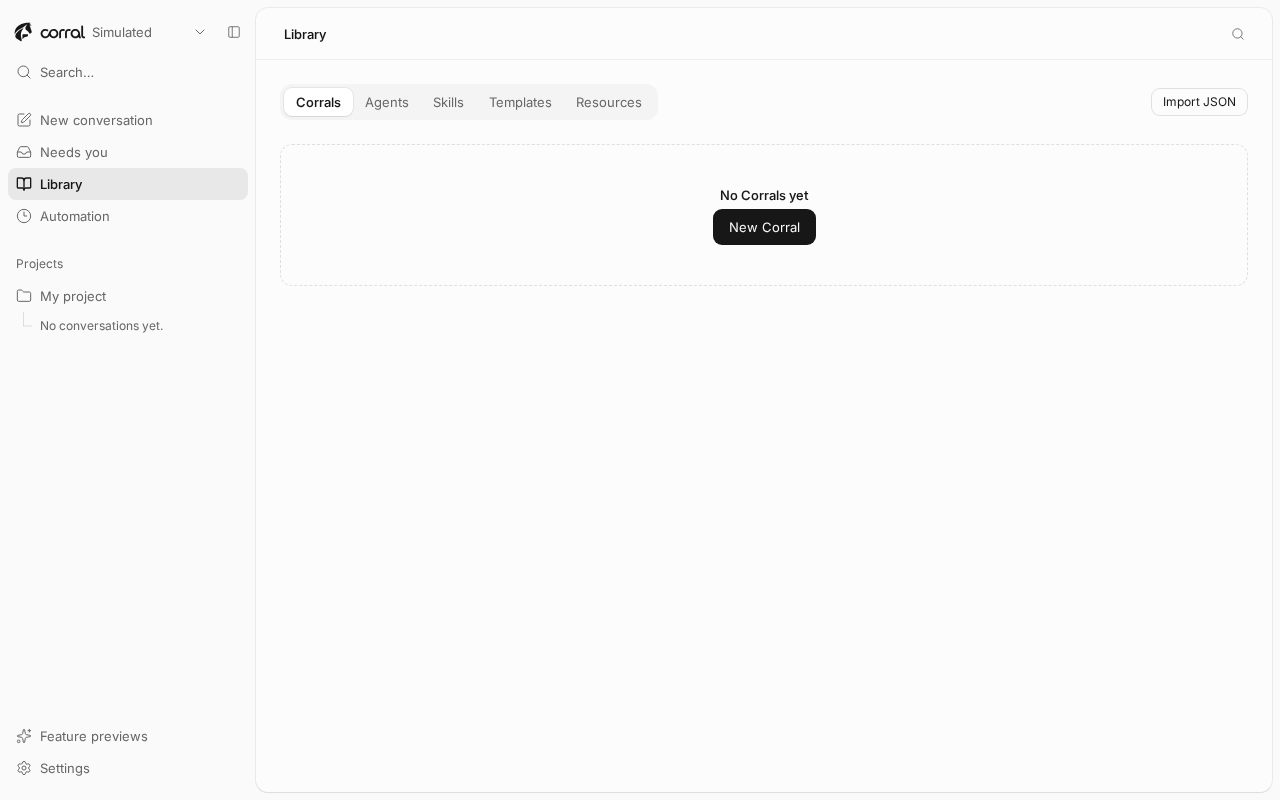 corral Simulated
Search...
New conversation
Needs you
Library
Automation
Projects
My project
No conversations yet.
Feature previews
Settings
Library
Corrals Agents Skills Templates Resources
Import JSON
No Corrals yet
New Corral